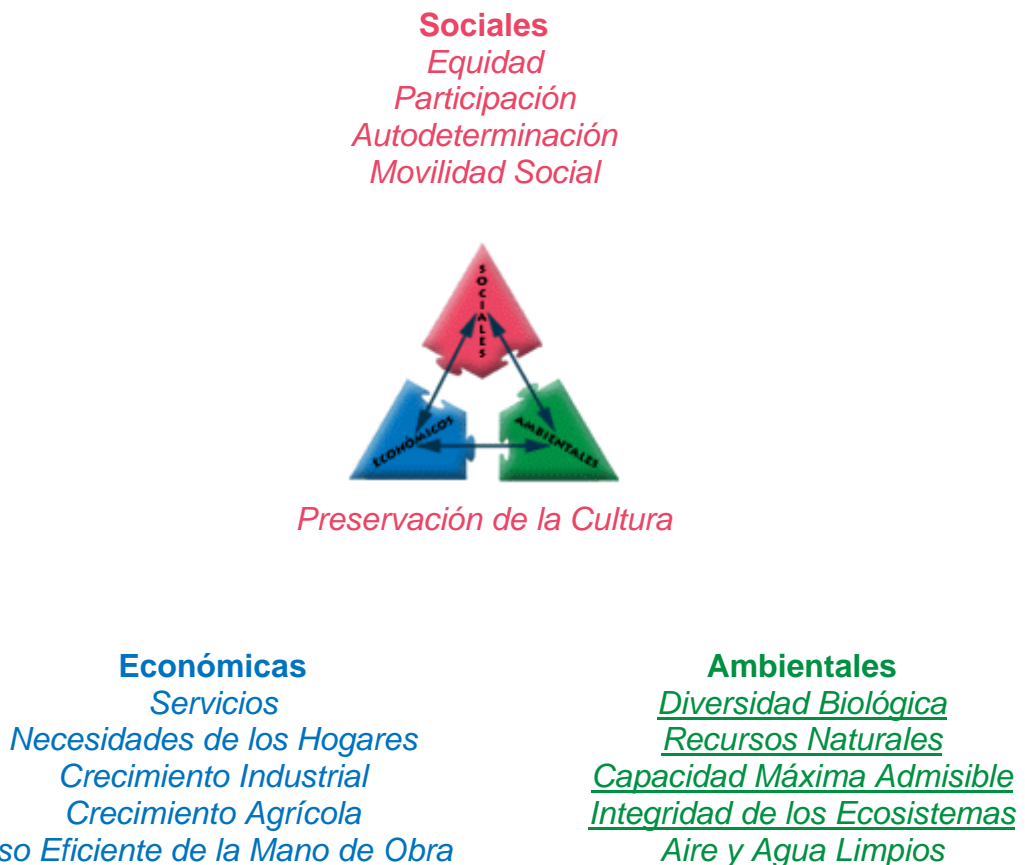 Sociales
Equidad
Participación
Autodeterminación
Movilidad Social
SOCIALES
ECONÓMICOS
AMBIENTALES
Preservación de la Cultura
Económicas
Servicios
Necesidades de los Hogares
Crecimiento Industrial
Crecimiento Agrícola
so Eficiente de la Mano de Obra
Ambientales
Diversidad Biológica
Recursos Naturales
Capacidad Máxima Admisible
Integridad de los Ecosistemas
Aire y Agua Limpios